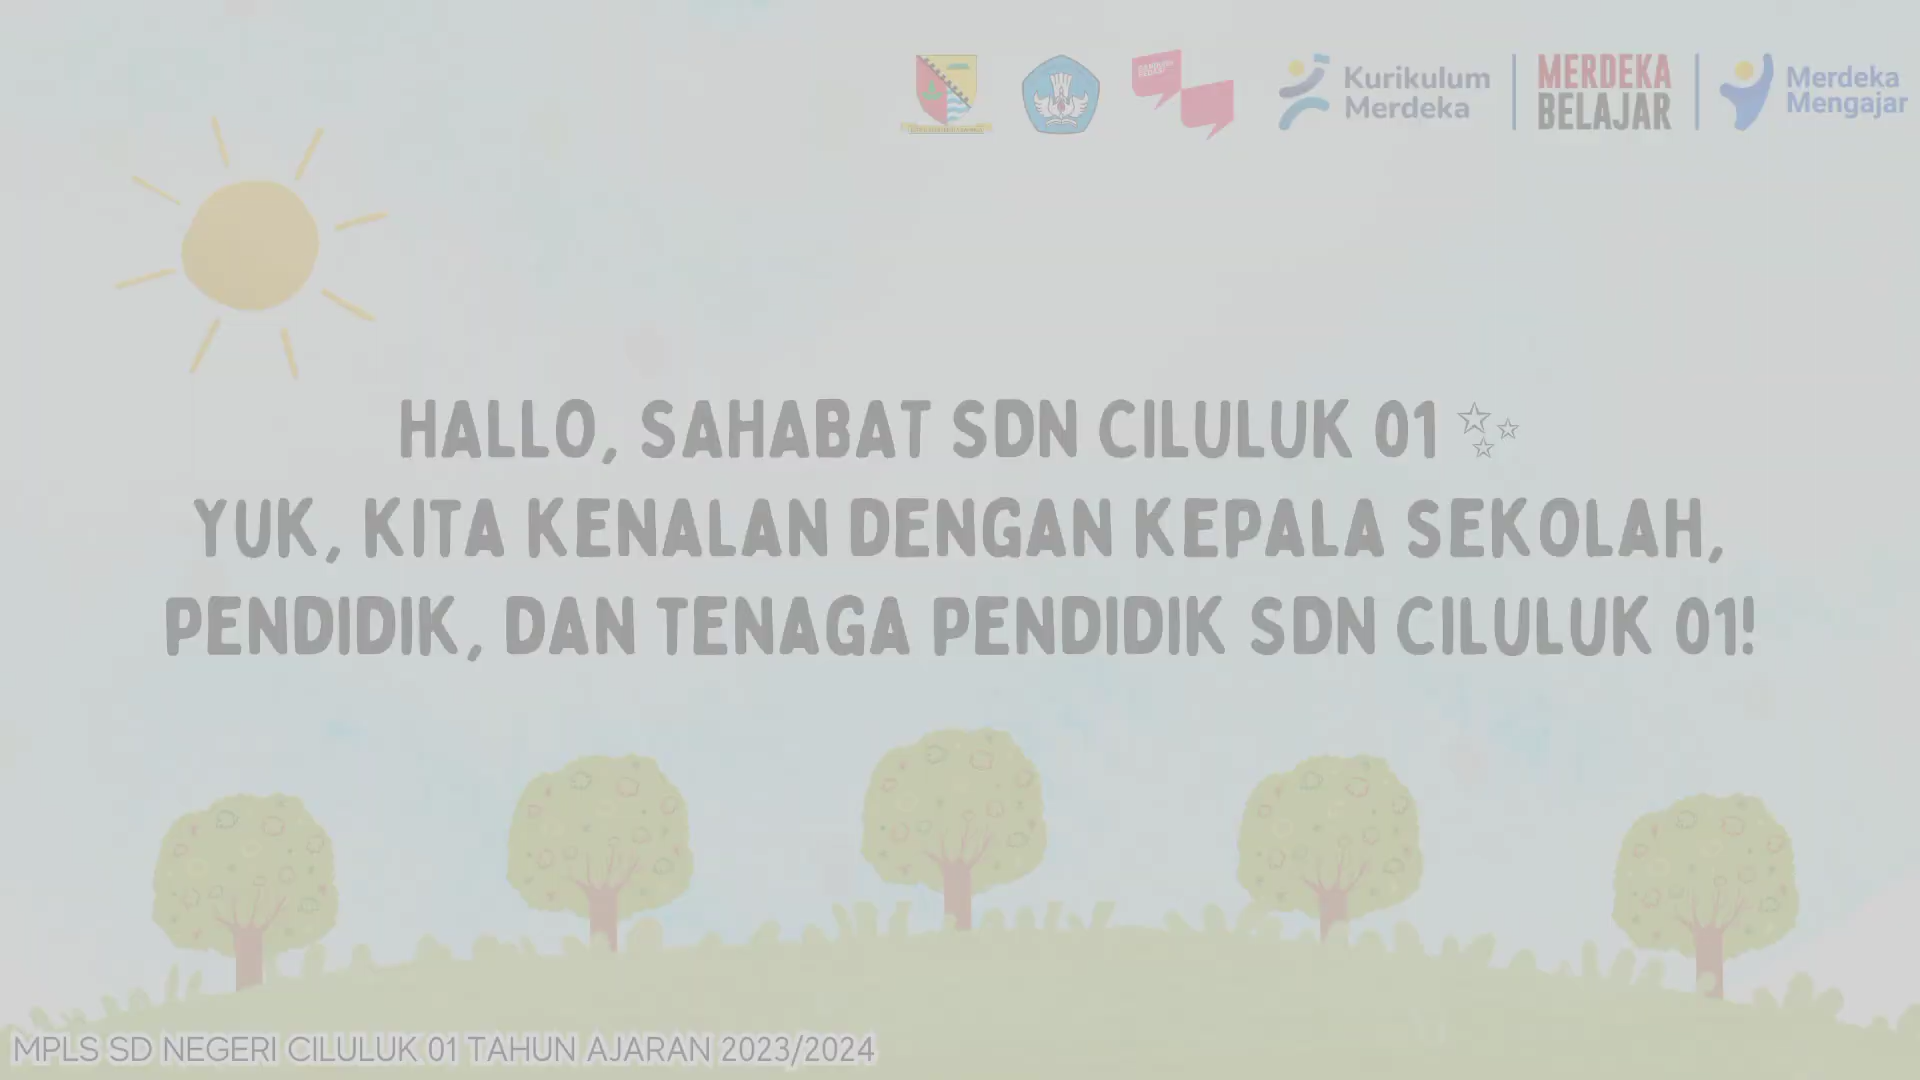 Kurikulum
Merdeka
MERDEKA
BELAJAR
Merdeka
Mengajar
HALLO, SAHABAT SDN CILULUK 01
YUK, KITA KENALAN DENGAN KEPALA SEKOLAH,
PENDIDIK, DAN TENAGA PENDIDIK SDN CILULUK 01!
MPLS SD NEGERI CILULUK 01 TAHUN AJARAN 2023/2024